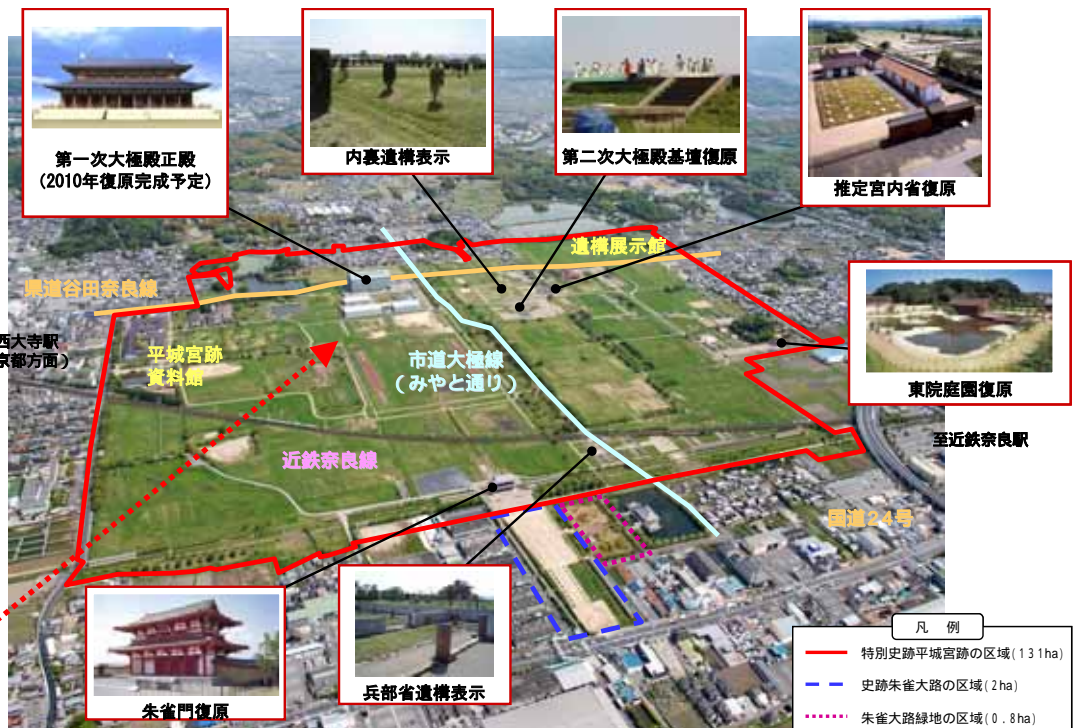 第一次大極殿正殿
(2010年復原完成予定)
内裏遺構表示
第二次大極殿基壇復原
推定宮内省復原
遺構展示館
県道谷田奈良線
西大寺駅
京都方面)
平城宮跡
資料館
市道大極線
(みやと通り)
東院庭園復原
至近鉄奈良駅
近鉄奈良線
国道24号
朱雀門復原
兵部省遺構表示
凡 例
特別史跡平城宮跡の区域(131ha)
史跡朱雀大路の区域(2ha)
朱雀大路緑地の区域(0.8ha)